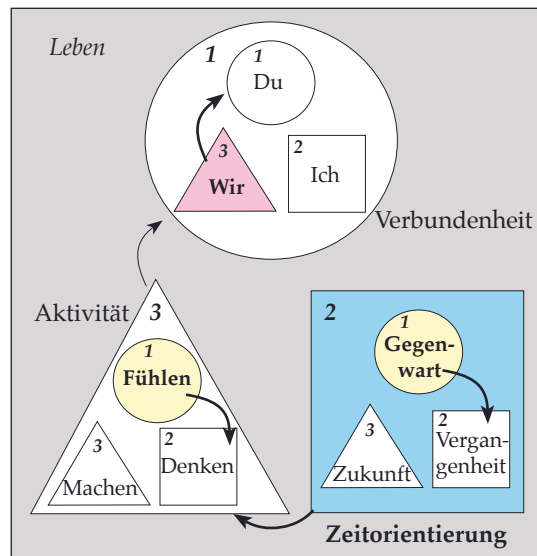 Leben
1
1
Du
3
Wir
2
Ich
Verbundenheit
Aktivität
3
1
Fühlen
3
Machen
2
Denken
2
1
Gegen-
wart
3
Zukunft
2
Vergan-
genheit
Zeitorientierung